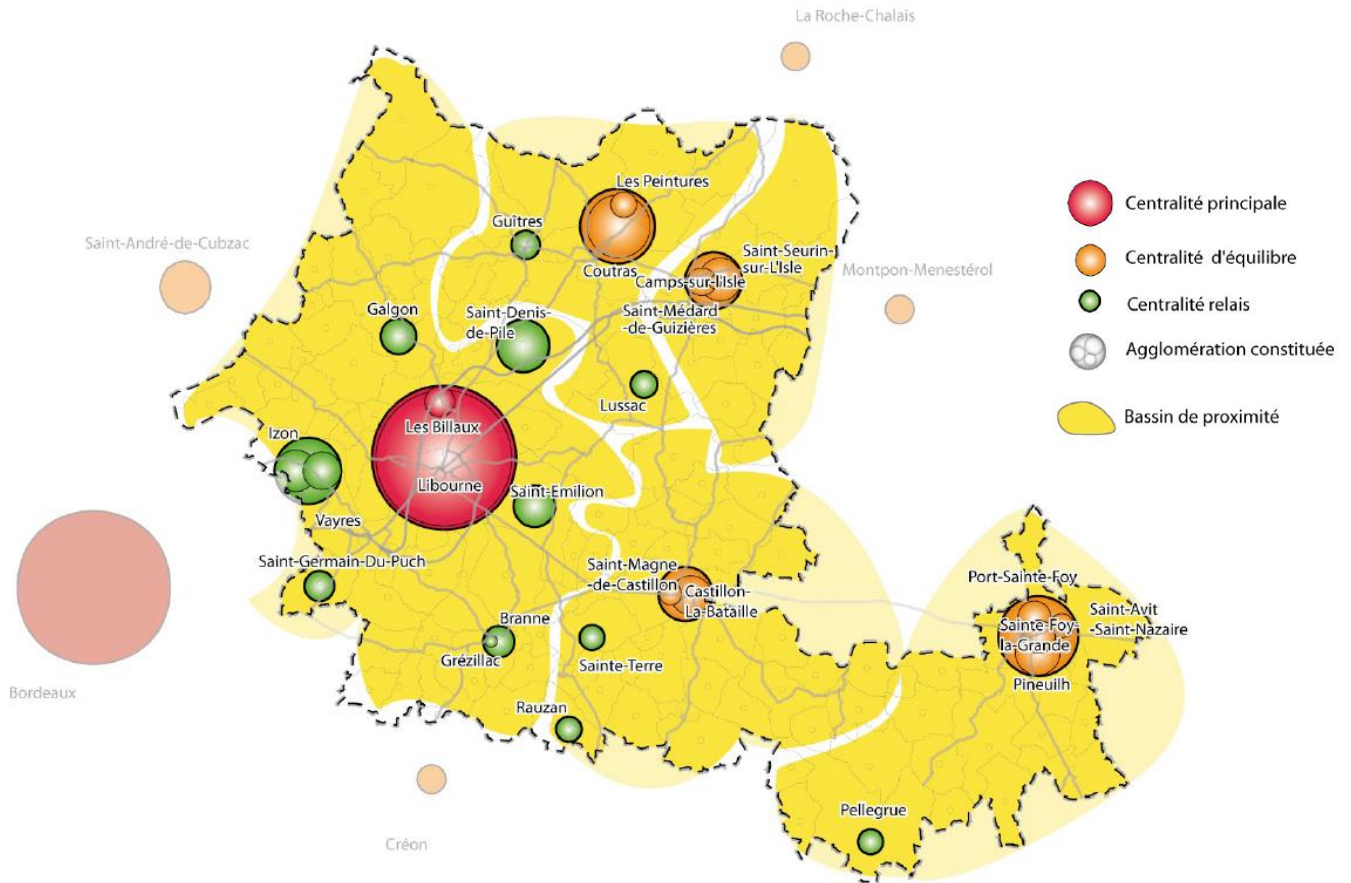 La Roche-Chalais
Les Peintures
Centralité principale
Guîtres
Saint-André-de-Cubzac
Saint-Seurin-
sur-L'Isle
Centralité d'équilibre
Coutras
Camps-sur-l'Isle
Montpon-Menestérol
Galgon
Saint-Denis-
de-Pile
Saint-Médard
-de-Guizières
Centralité relais
Agglomération constituée
Lussac
Les Billaux
Bassin de proximité
Izon
Libourne
Saint-Emilion
Vayres
Saint-Germain-Du-Puch
Saint-Magne
-de-Castillon
Castillon-
La-Bataille
Port-Sainte-Foy
Saint-Avit
-Saint-Nazaire
Branne
Sainte-Foy-
la-Grande
Grézillac
Sainte-Terre
Pineuilh
Bordeaux
Rauzan
Pellegrue
Créon